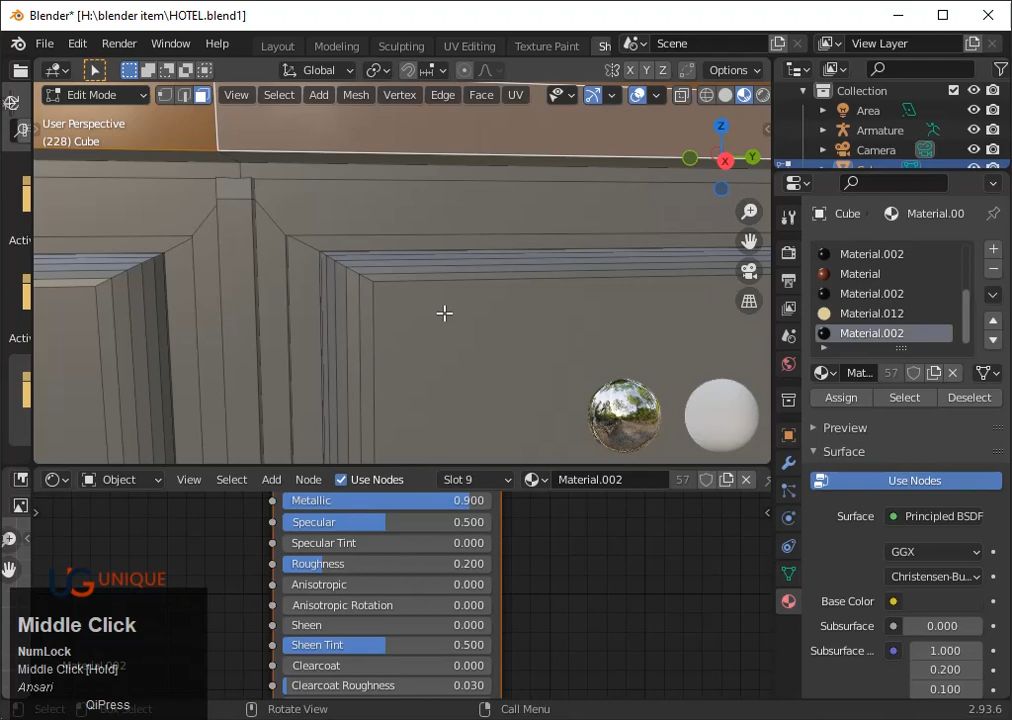 Blender* [H:\blender item\HOTEL.blend1]
File Edit Render Window Help Layout Modeling Sculpting UV Editing Texture Paint Sh Scene View Layer
Global X Y Z Options
Edit Mode View Select Add Mesh Vertex Edge Face UV
User Perspective
(228) Cube
Z
Y
X
Collection
Area
Armature
Camera
Cube Material.00
Material.002
Material
Material.002
Material.012
Material.002
Mat... 57
Assign Select Deselect
Preview
Surface
Use Nodes
Surface Principled BSDF
GGX
Christensen-Bu...
Base Color
Subsurface 0.000
Subsurface ... 1.000
0.200
0.100
Acti
Acti
Object View Select Add Node Use Nodes Slot 9 Material.002 57
Metallic 0.900
Specular 0.500
Specular Tint 0.000
Roughness 0.200
Anisotropic 0.000
Anisotropic Rotation 0.000
Sheen 0.000
Sheen Tint 0.500
Clearcoat 0.000
Clearcoat Roughness 0.030
UG UNIQUE
Middle Click
NumLock
Middle Click[Hold]
Ansari
QiPress
Select Rotate View Call Menu 2.93.6